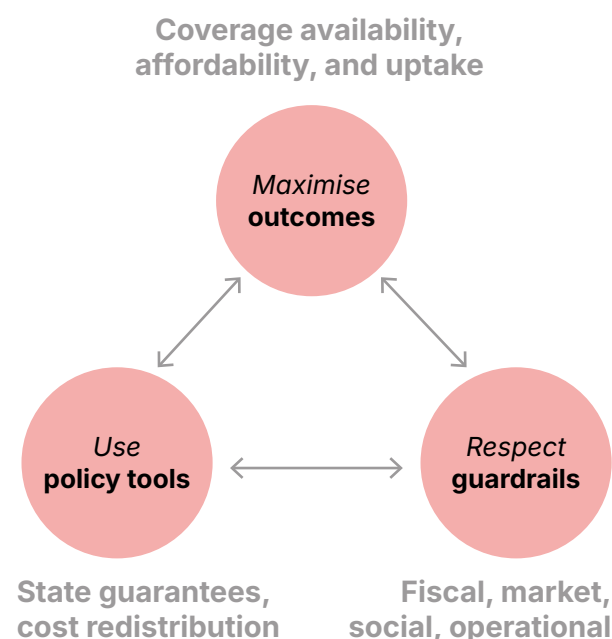 Coverage availability,
affordability, and uptake
Maximise
outcomes
Use
policy tools
Respect
guardrails
State guarantees,
cost redistribution
Fiscal, market,
social, operational